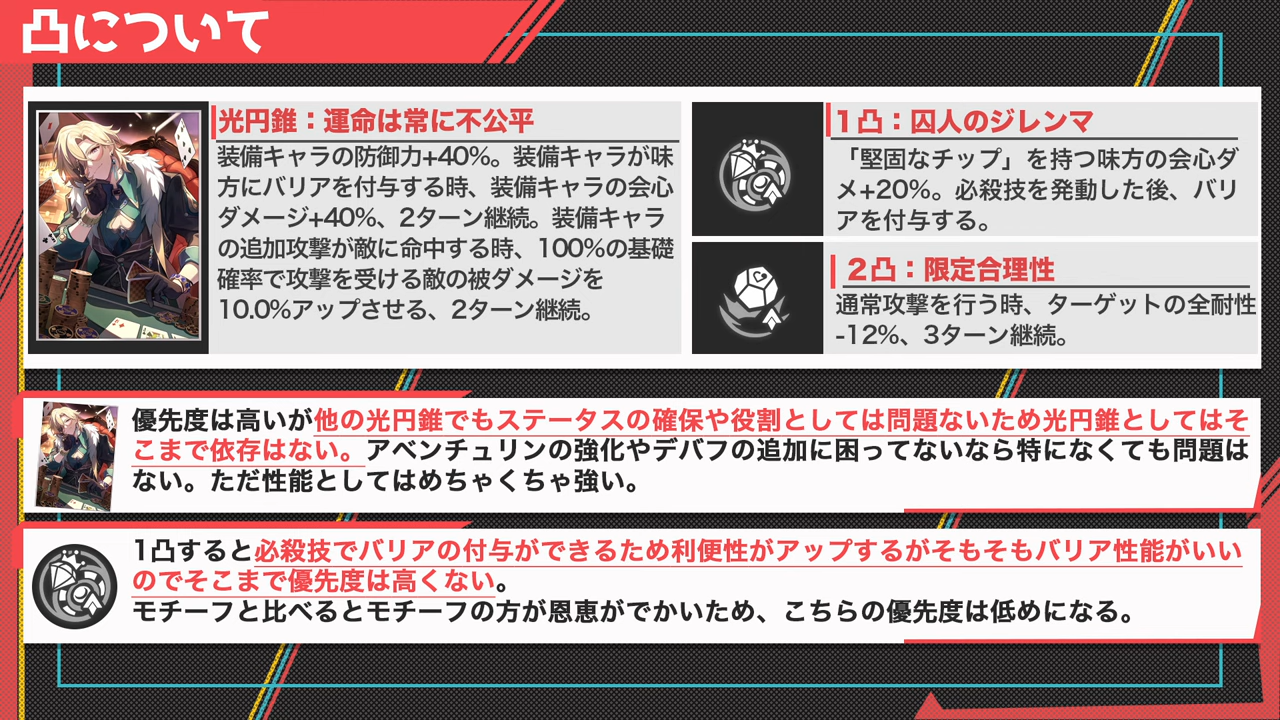 凸について
光円錐：運命は常に不公平
装備キャラの防御力+40%。装備キャラが味
方にバリアを付与する時、装備キャラの会心
ダメージ+40%、2ターン継続。装備キャラ
の追加攻撃が敵に命中する時、100%の基礎
確率で攻撃を受ける敵の被ダメージを
10.0%アップさせる、2ターン継続。
1凸：囚人のジレンマ
「堅固なチップ」を持つ味方の会心ダ
メ+20%。必殺技を発動した後、バリ
アを付与する。
2凸：限定合理性
通常攻撃を行う時、ターゲットの全耐性
-12%、3ターン継続。
優先度は高いが他の光円錐でもステータスの確保や役割としては問題ないため光円錐としてはそ
こまで依存はない。アベンチュリンの強化やデバフの追加に困ってないなら特になくても問題は
ない。ただ性能としてはめちゃくちゃ強い。
1凸すると必殺技でバリアの付与ができるため利便性がアップするがそもそもバリア性能がいい
のでそこまで優先度は高くない。
モチーフと比べるとモチーフの方が恩恵がでかいため、こちらの優先度は低めになる。